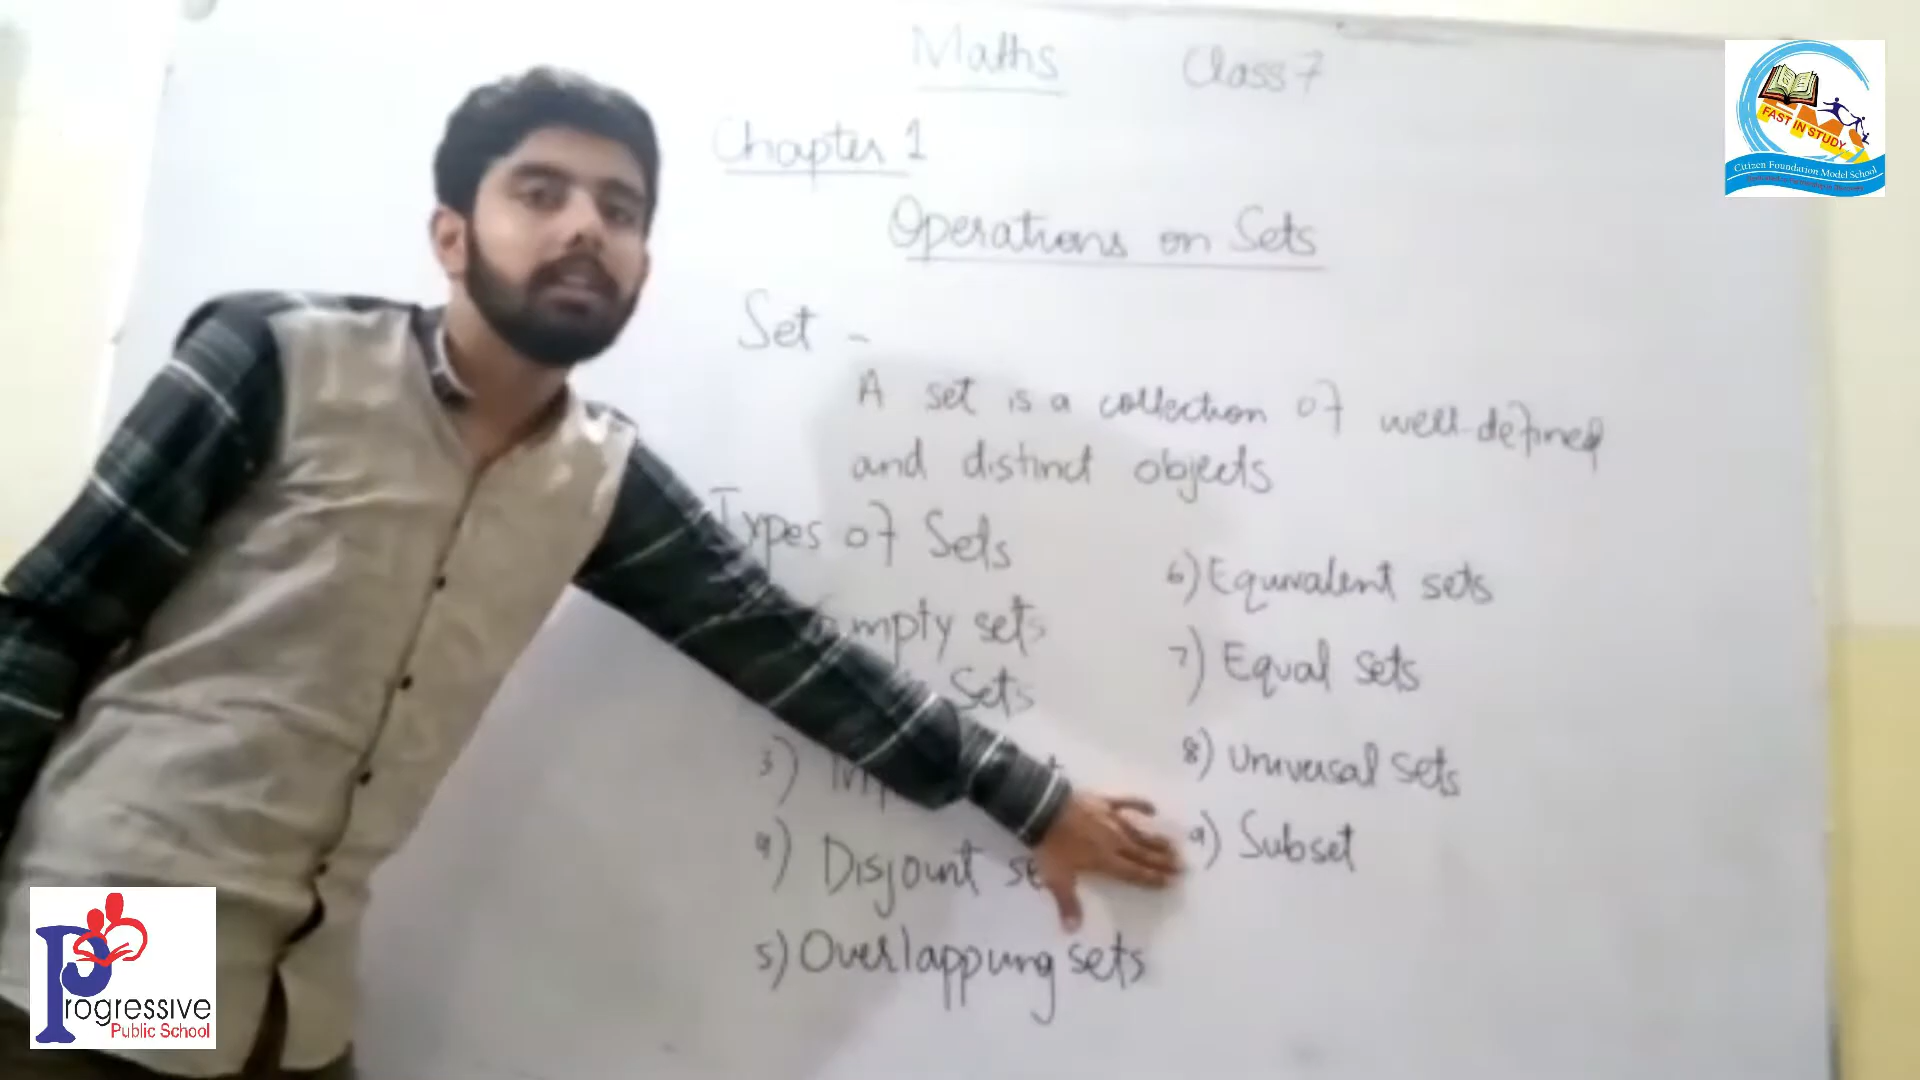 Maths Class 7
Chapter 1
Operations on Sets
Set -
A set is a collection of well-defined
and distinct objects
Types of Sets
Empty sets
Sets
3)
4) Disjoint
5) Overlapping sets
6) Equivalent sets
7) Equal sets
8) Universal sets
9) Subset
FAST IN STUDY
Citizen Foundation Model School
Progressive
Public School